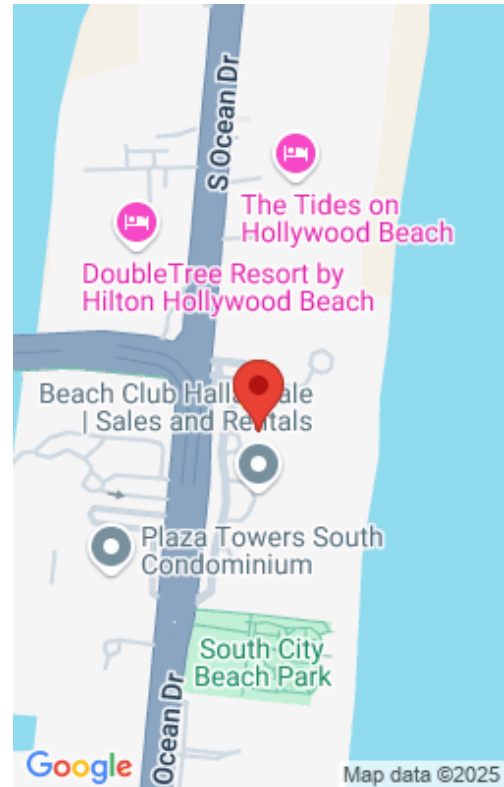 S Ocean Dr
The Tides on
Hollywood Beach
DoubleTree Resort by
Hilton Hollywood Beach
Beach Club
| Sales and Rentals
Plaza Towers South
Condominium
South City
Beach Park
Ocean Dr
Google
Map data ©2025